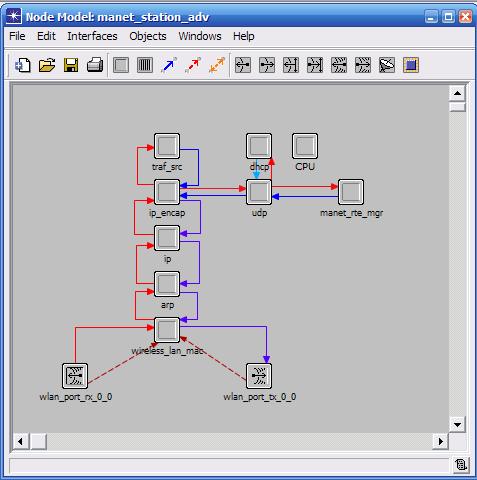 Node Model: manet_station_adv
File Edit Interfaces Objects Windows Help
traf_src
dhcp
CPU
ip_encap
udp
manet_rte_mgr
ip
arp
wireless_lan_mac
wlan_port_rx_0_0
wlan_port_tx_0_0